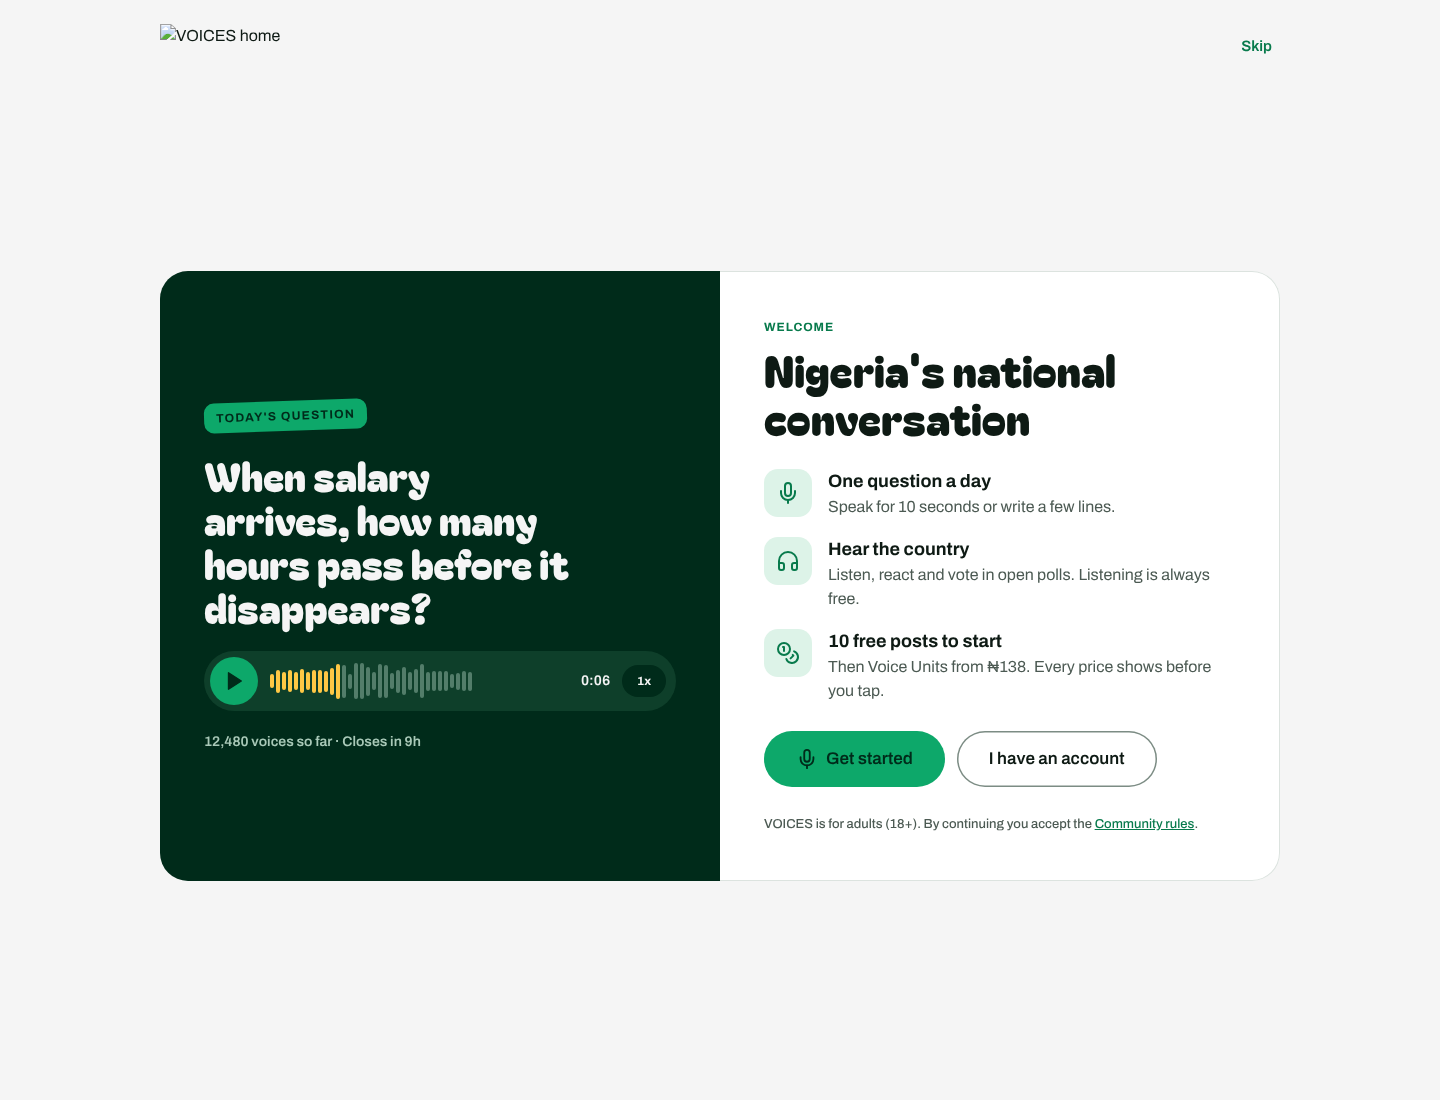 VOICES home
Skip
TODAY'S QUESTION
When salary
arrives, how many
hours pass before it
disappears?
0:06
1x
12,480 voices so far · Closes in 9h
WELCOME
Nigeria's national
conversation
One question a day
Speak for 10 seconds or write a few lines.
Hear the country
Listen, react and vote in open polls. Listening is always
free.
10 free posts to start
Then Voice Units from ₦138. Every price shows before
you tap.
Get started
I have an account
VOICES is for adults (18+). By continuing you accept the Community rules.